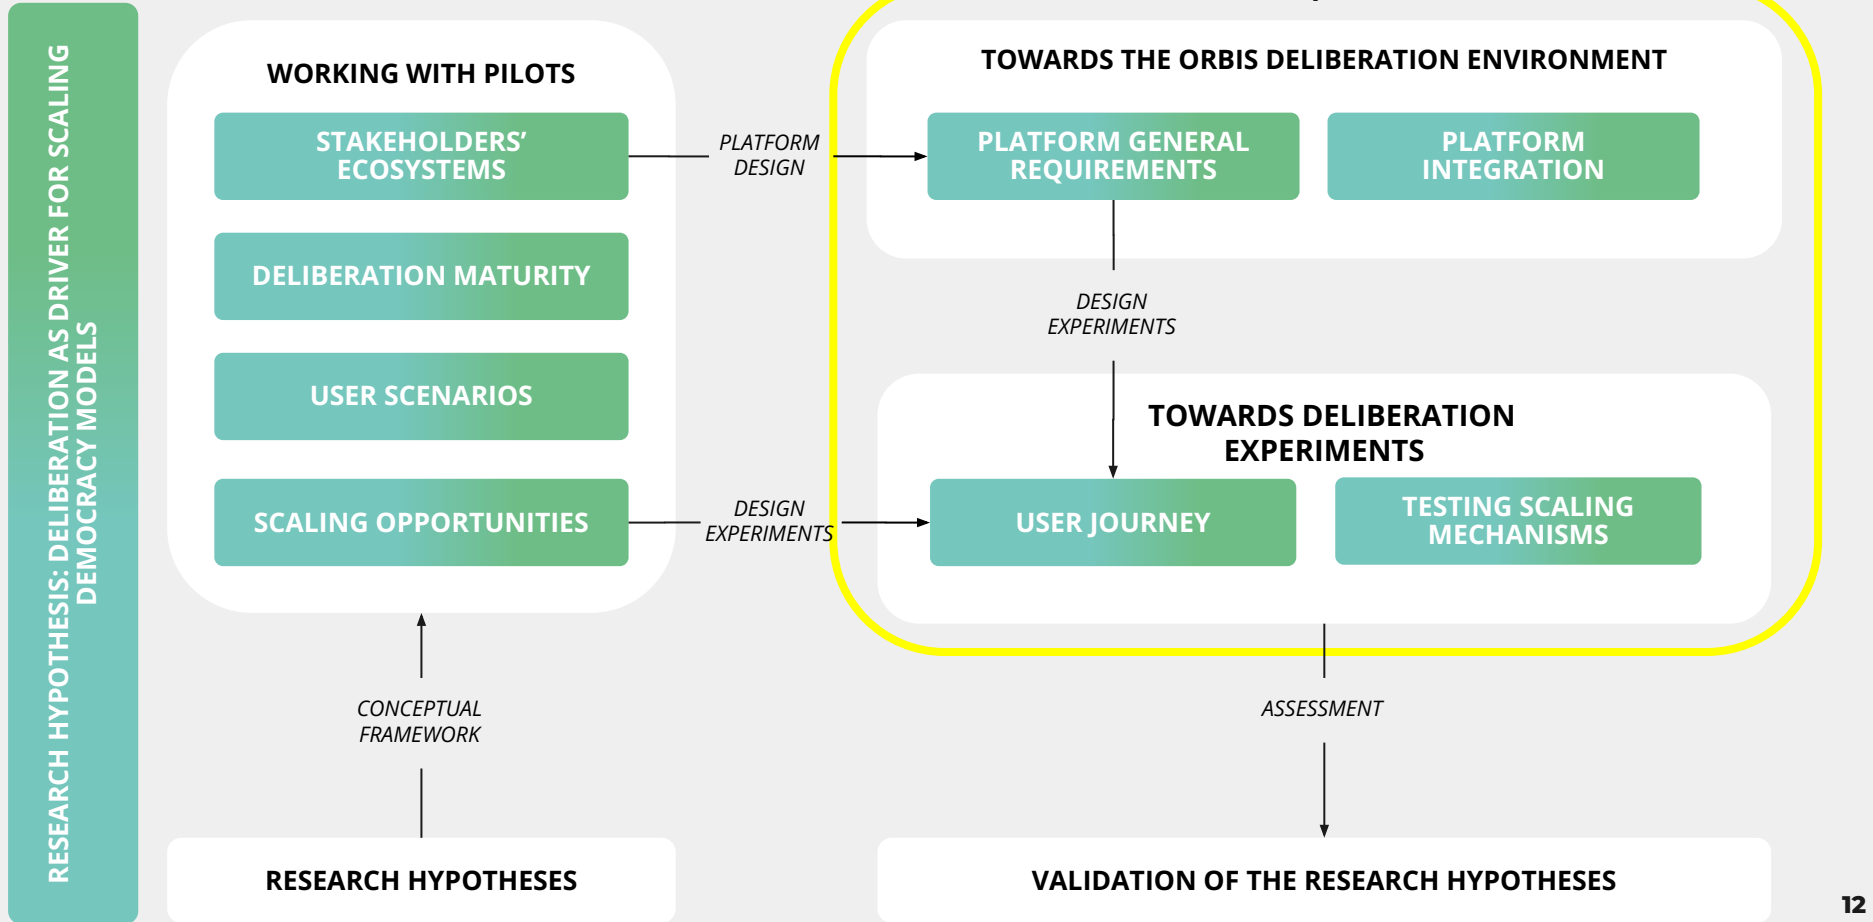 RESEARCH HYPOTHESIS: DELIBERATION AS DRIVER FOR SCALING
DEMOCRACY MODELS
WORKING WITH PILOTS
STAKEHOLDERS’
ECOSYSTEMS
DELIBERATION MATURITY
USER SCENARIOS
SCALING OPPORTUNITIES
PLATFORM
DESIGN
DESIGN
EXPERIMENTS
TOWARDS THE ORBIS DELIBERATION ENVIRONMENT
PLATFORM GENERAL
REQUIREMENTS
PLATFORM
INTEGRATION
DESIGN
EXPERIMENTS
TOWARDS DELIBERATION
EXPERIMENTS
USER JOURNEY
TESTING SCALING
MECHANISMS
CONCEPTUAL
FRAMEWORK
ASSESSMENT
RESEARCH HYPOTHESES
VALIDATION OF THE RESEARCH HYPOTHESES
12